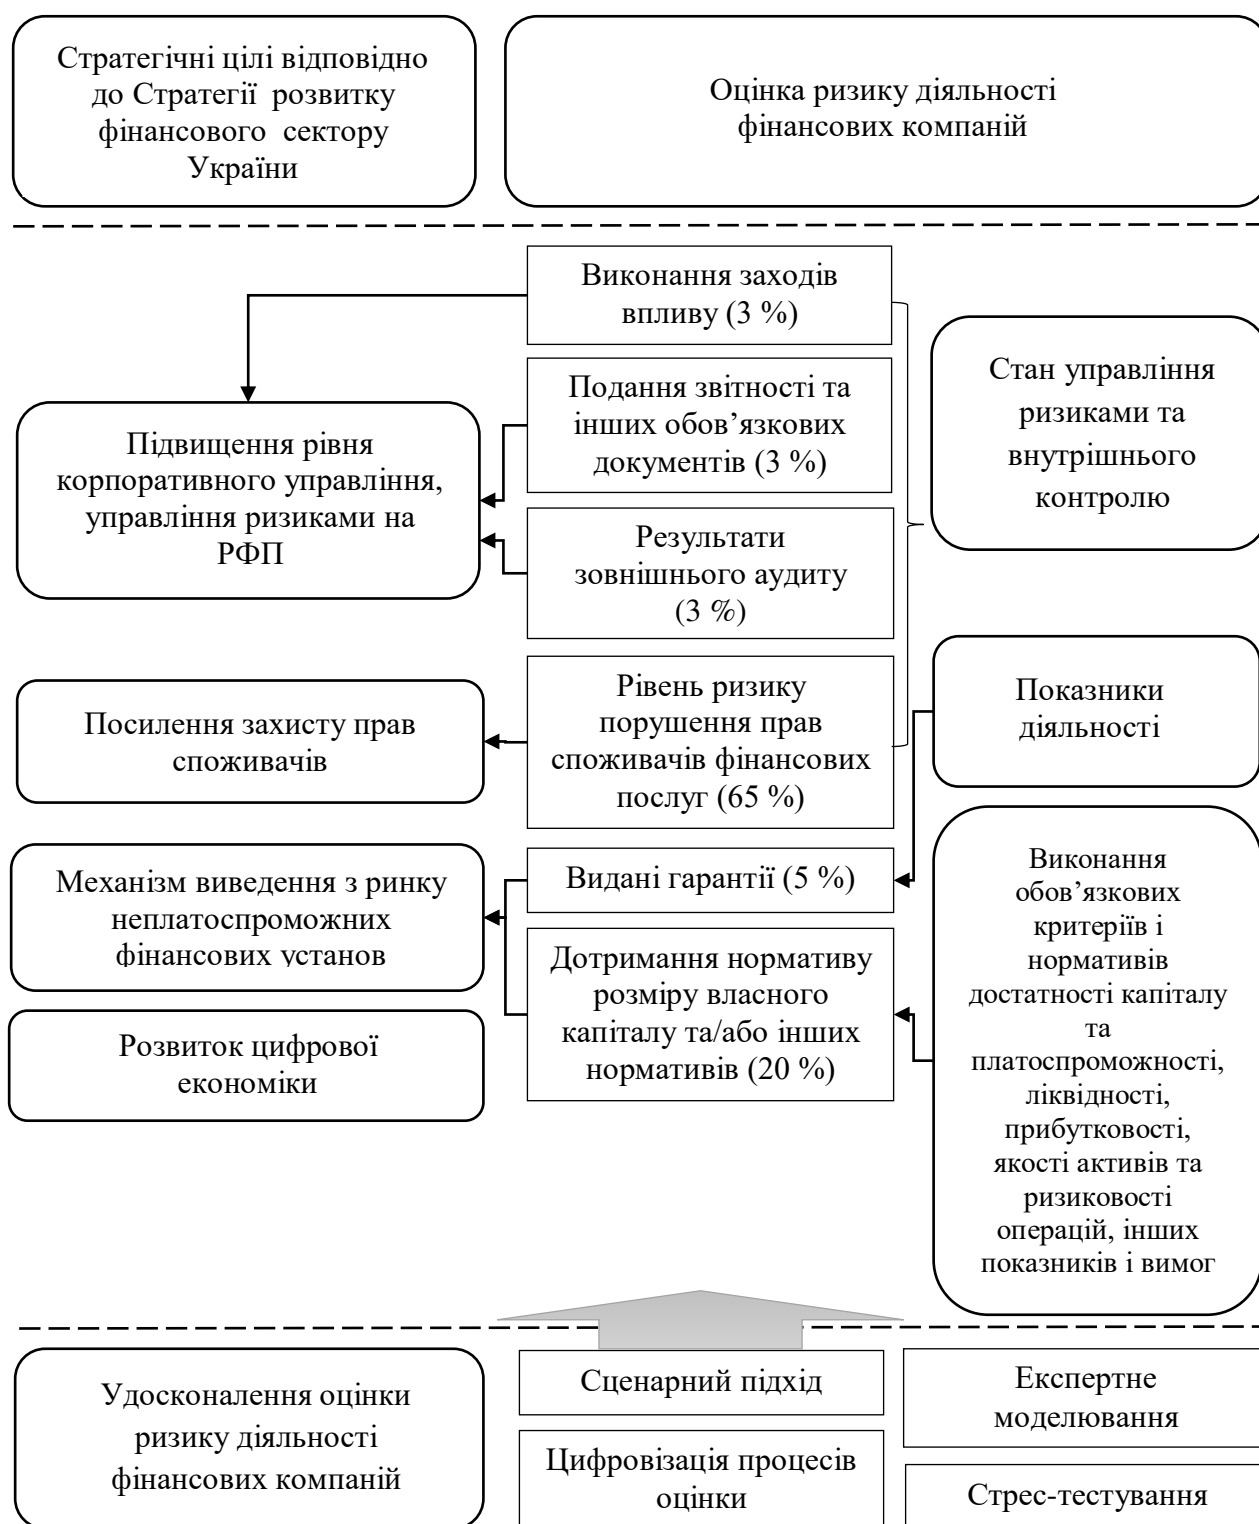 Стратегічні цілі відповідно
до Стратегії розвитку
фінансового сектору
України
Оцінка ризику діяльності
фінансових компаній
Виконання заходів
впливу (3 %)
Подання звітності та
інших обов’язкових
документів (3 %)
Результати
зовнішнього аудиту
(3 %)
Рівень ризику
порушення прав
споживачів фінансових
послуг (65 %)
Видані гарантії (5 %)
Дотримання нормативу
розміру власного
капіталу та/або інших
нормативів (20 %)
Підвищення рівня
корпоративного управління,
управління ризиками на
РФП
Посилення захисту прав
споживачів
Механізм виведення з ринку
неплатоспроможних
фінансових установ
Розвиток цифрової
економіки
Стан управління
ризиками та
внутрішнього
контролю
Показники
діяльності
Виконання
обов’язкових
критеріїв і
нормативів
достатності капіталу
та
платоспроможності,
ліквідності,
прибутковості,
якості активів та
ризиковості
операцій, інших
показників і вимог
Удосконалення оцінки
ризику діяльності
фінансових компаній
Сценарний підхід
Цифровізація процесів
оцінки
Експертне
моделювання
Стрес-тестування